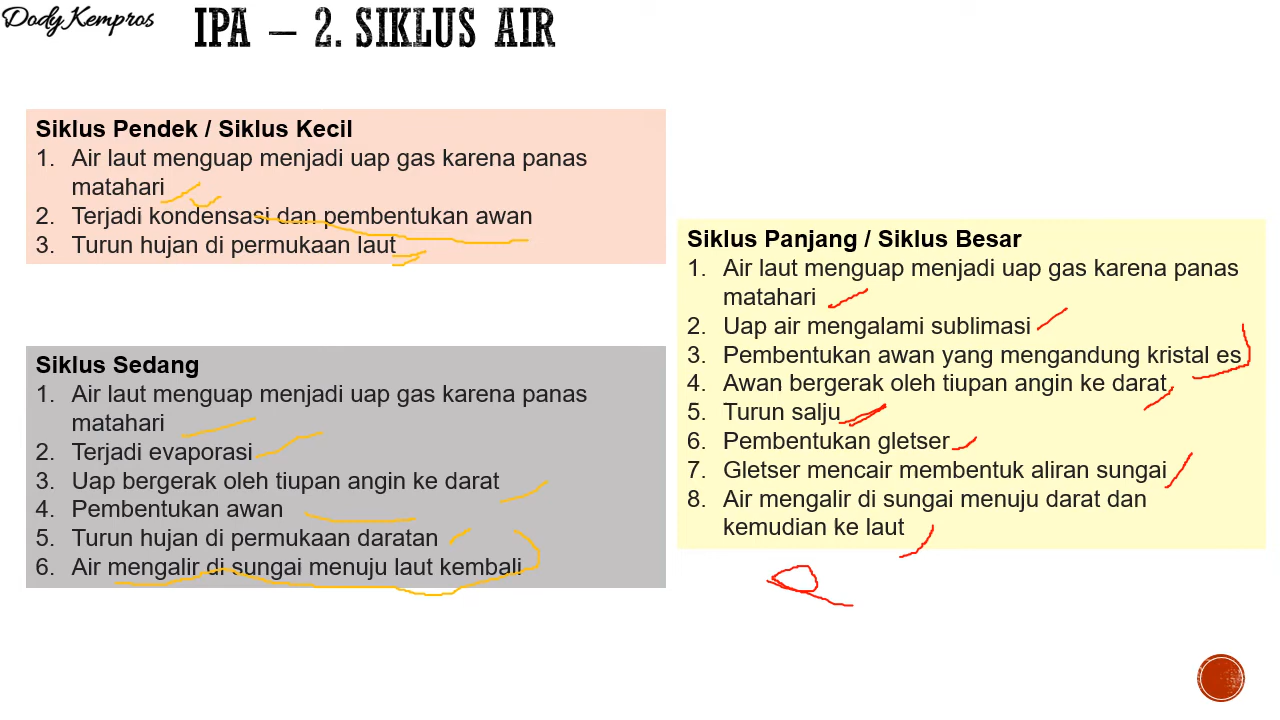 Dody Kempros
IPA – 2. SIKLUS AIR
Siklus Pendek / Siklus Kecil
1. Air laut menguap menjadi uap gas karena panas
matahari
2. Terjadi kondensasi dan pembentukan awan
3. Turun hujan di permukaan laut
Siklus Sedang
1. Air laut menguap menjadi uap gas karena panas
matahari
2. Terjadi evaporasi
3. Uap bergerak oleh tiupan angin ke darat
4. Pembentukan awan
5. Turun hujan di permukaan daratan
6. Air mengalir di sungai menuju laut kembali
Siklus Panjang / Siklus Besar
1. Air laut menguap menjadi uap gas karena panas
matahari
2. Uap air mengalami sublimasi
3. Pembentukan awan yang mengandung kristal es
4. Awan bergerak oleh tiupan angin ke darat
5. Turun salju
6. Pembentukan gletser
7. Gletser mencair membentuk aliran sungai
8. Air mengalir di sungai menuju darat dan
kemudian ke laut